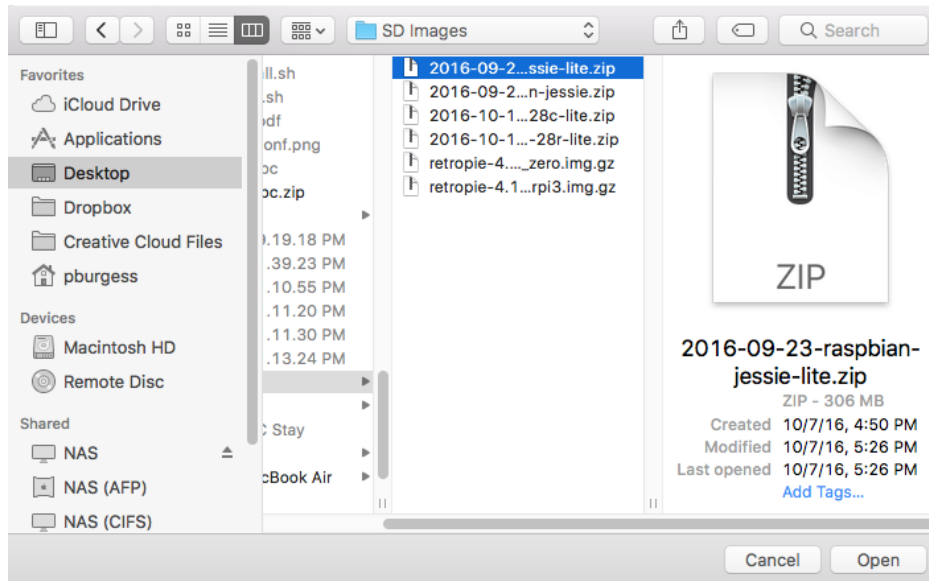 SD Images
Search
Favorites
iCloud Drive
Applications
Desktop
Dropbox
Creative Cloud Files
pburgess
Devices
Macintosh HD
Remote Disc
Shared
NAS
NAS (AFP)
NAS (CIFS)
ll.sh
.sh
df
onf.png
oc
oc.zip
9.19.18 PM
.39.23 PM
.10.55 PM
.11.20 PM
.11.30 PM
.13.24 PM
C Stay
cBook Air
2016-09-2...ssie-lite.zip
2016-09-2...n-jessie.zip
2016-10-1...28c-lite.zip
2016-10-1...-28r-lite.zip
retropie-4...._zero.img.gz
retropie-4.1...rpi3.img.gz
ZIP
2016-09-23-raspbian-
jessie-lite.zip
ZIP - 306 MB
Created 10/7/16, 4:50 PM
Modified 10/7/16, 5:26 PM
Last opened 10/7/16, 5:26 PM
Add Tags...
Cancel
Open